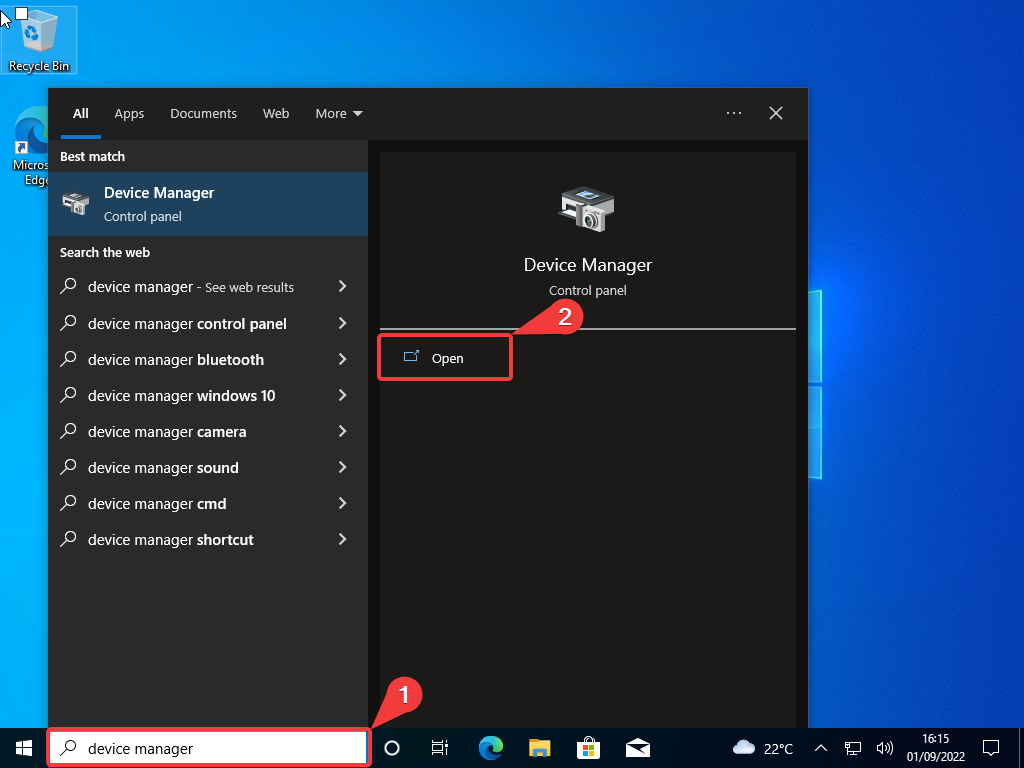 Recycle Bin
Micros
Edge
All Apps Documents Web More
Best match
Device Manager
Control panel
Search the web
device manager - See web results
device manager control panel
device manager bluetooth
device manager windows 10
device manager camera
device manager sound
device manager cmd
device manager shortcut
Device Manager
Control panel
2
Open
1
device manager
22°C
16:15
01/09/2022